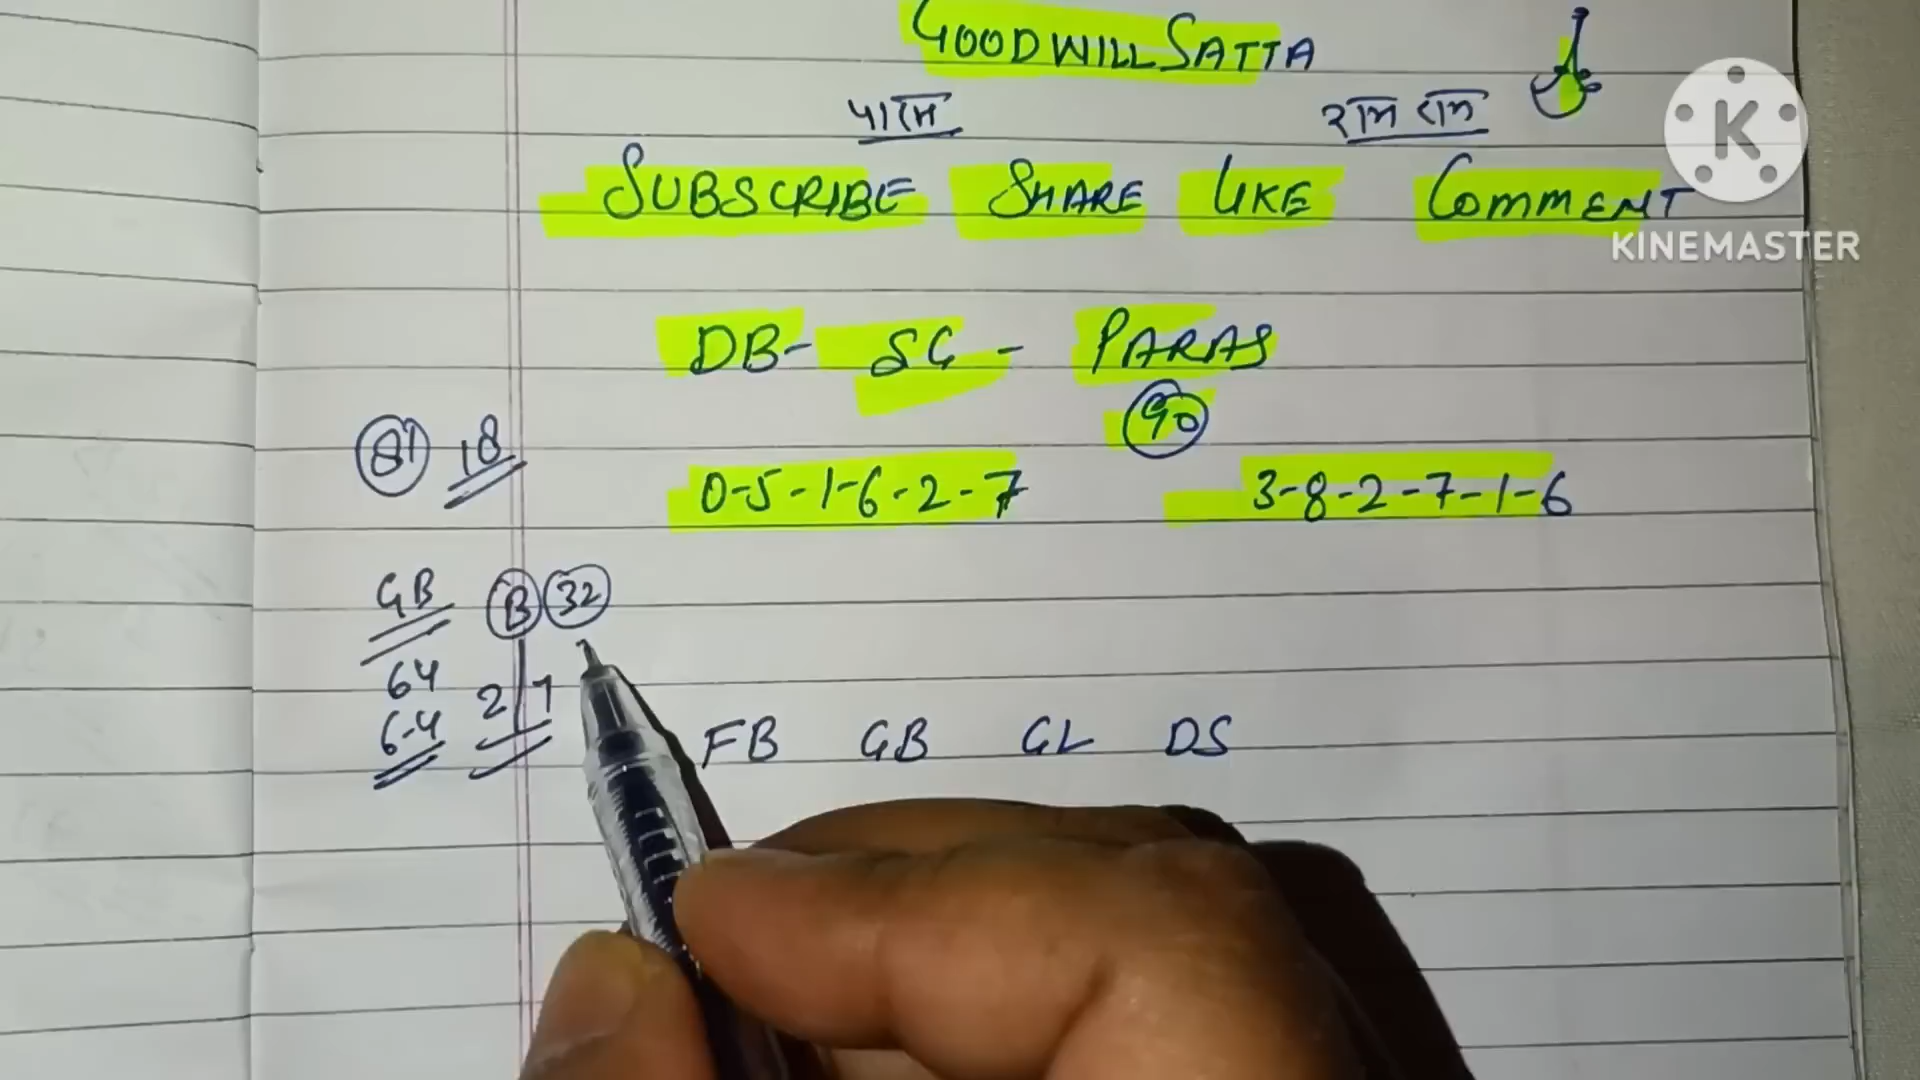 GOODWILL SATTA
पारस राम राम
SUBSCRIBE SHARE LIKE COMMENT
KINEMASTER
DB- SG - PARAS
90
81 18
0-5-1-6-2-7 3-8-2-7-1-6
GB B 32
64
2 7
6-4
FB GB GL DS